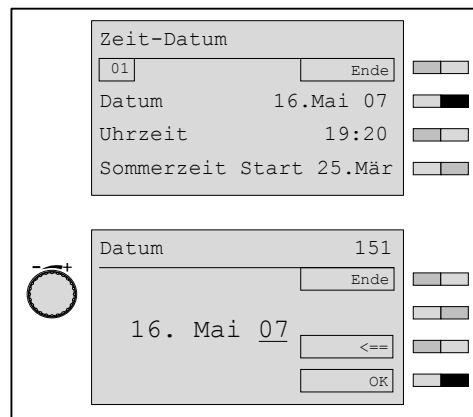 Zeit-Datum
01 Ende
Datum 16.Mai 07
Uhrzeit 19:20
Sommerzeit Start 25.Mär
Datum 151
- +
Ende
16. Mai 07
<==
OK